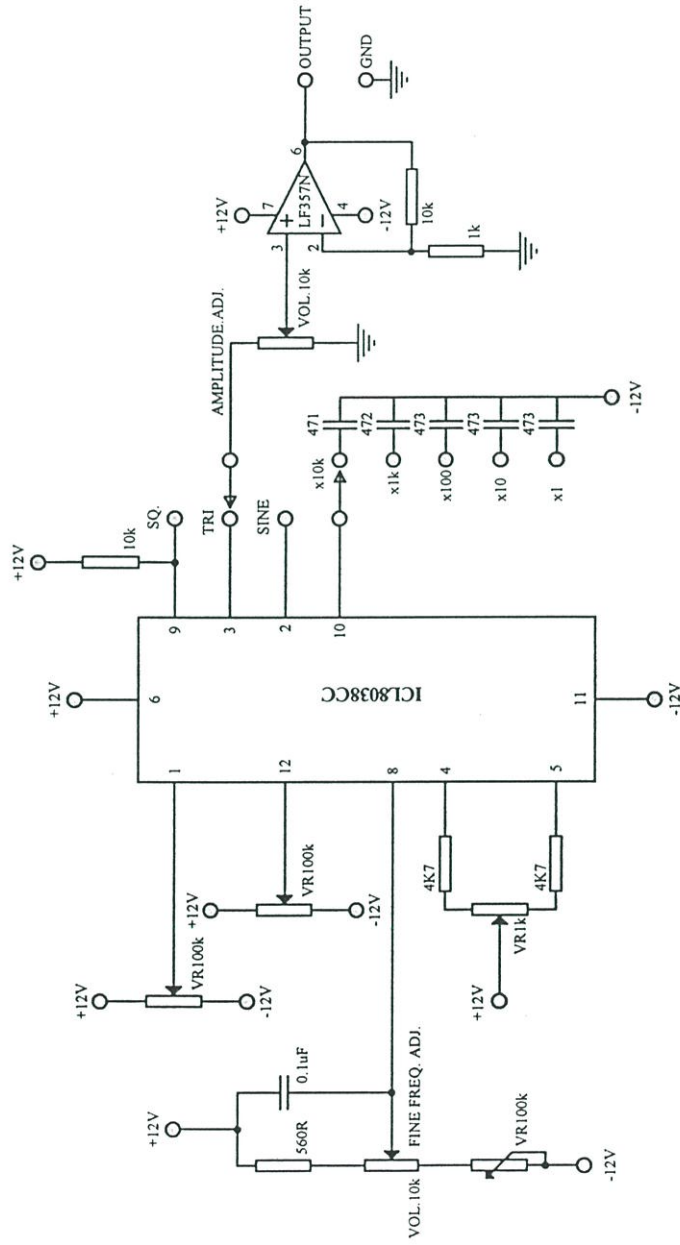 +12V
560R
VOL.10k
FINE FREQ. ADJ.
0.1uF
VR100k
-12V
+12V
VR100k
-12V
+12V
VR100k
-12V
+12V
VR1k
4K7
4K7
1
12
8
4
5
+12V
6
ICL8038CC
11
-12V
9
3
2
10
+12V
10k
SQ.
TRI
SINE
x10k
x1k
x100
x10
x1
471
472
473
473
473
-12V
AMPLITUDE.ADJ.
VOL.10k
3
2
+12V
7
+
LF357N
−
4
-12V
6
10k
1k
OUTPUT
GND